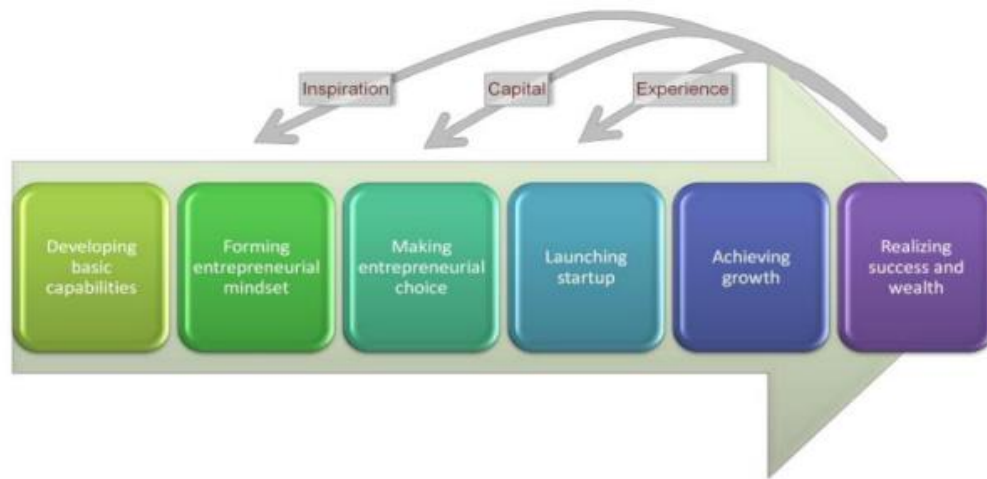 Inspiration
Capital
Experience
Developing
basic
capabilities
Forming
entrepreneurial
mindset
Making
entrepreneurial
choice
Launching
startup
Achieving
growth
Realizing
success and
wealth